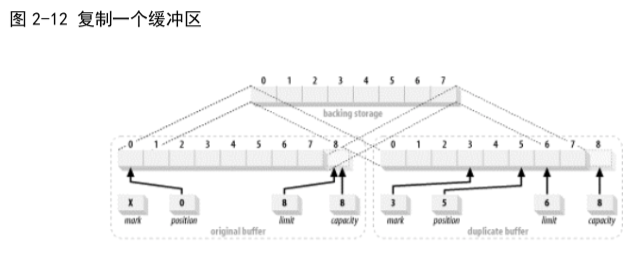 图 2-12 复制一个缓冲区
0 1 2 3 4 5 6 7
backing storage
0 1 2 3 4 5 6 7 8
0 1 2 3 4 5 6 7 8
X 0 8 8
mark position limit capacity
original buffer
3 5 6 8
mark position limit capacity
duplicate buffer